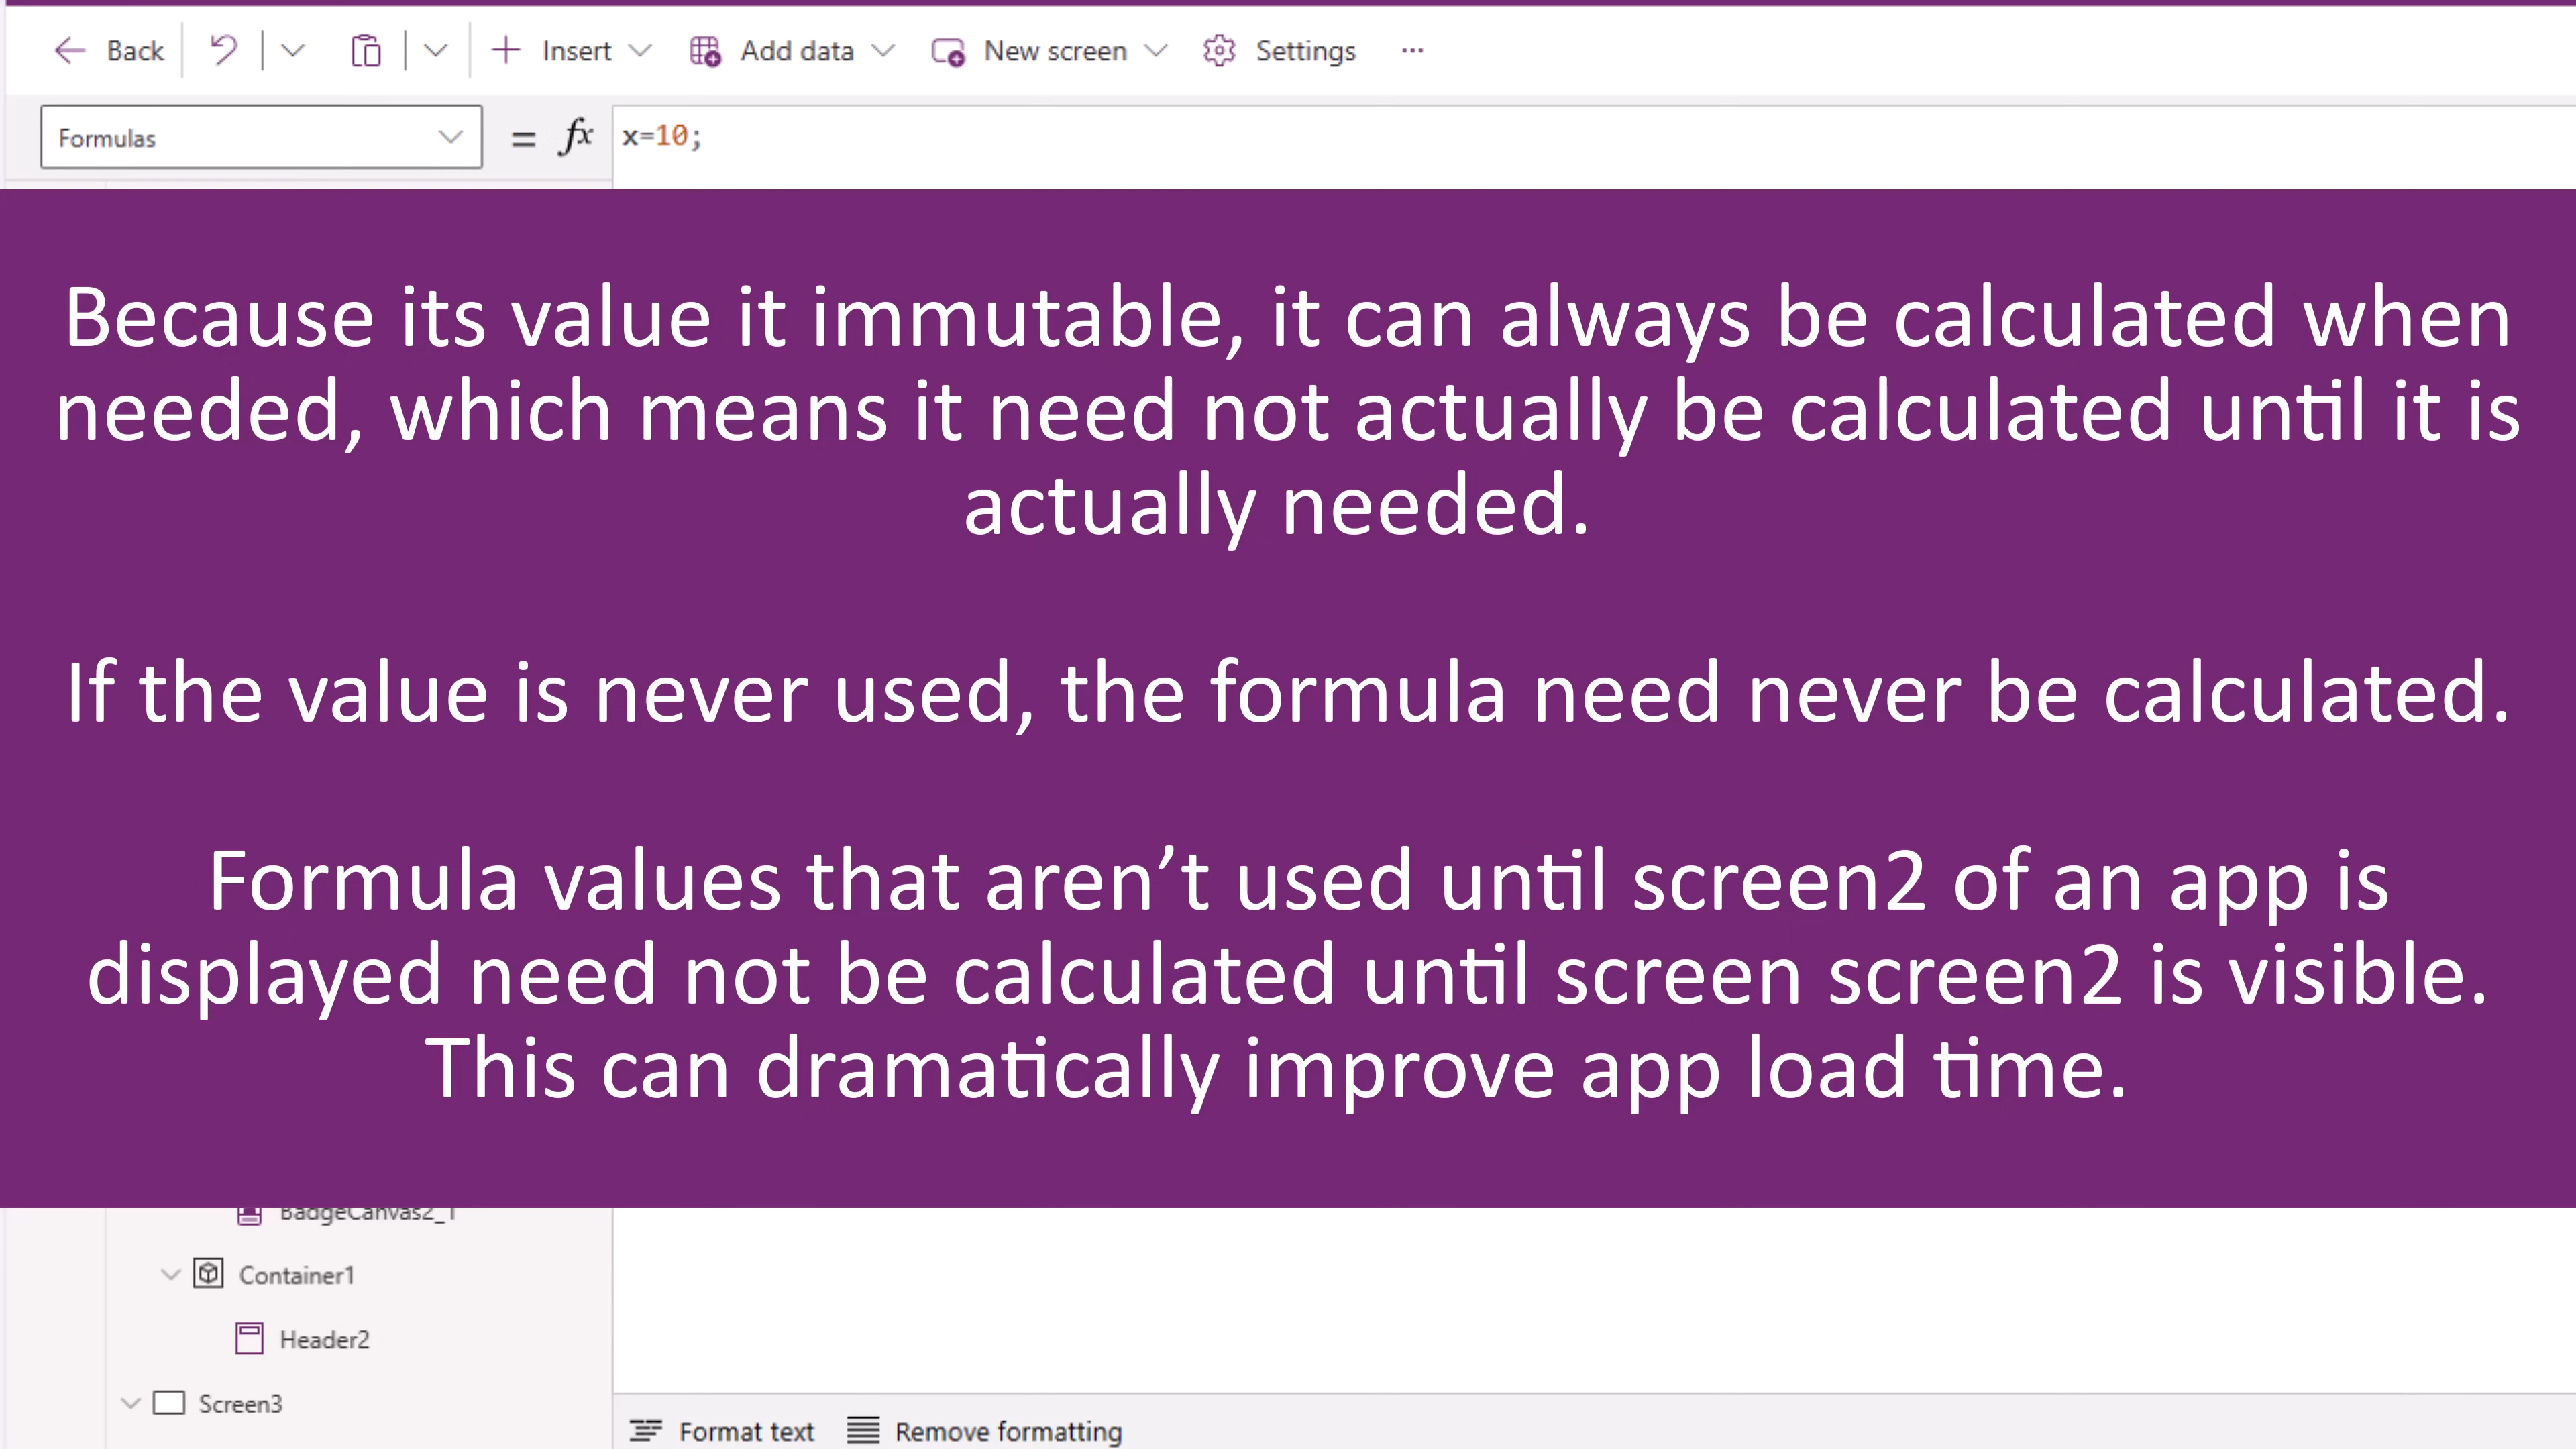 Back Insert Add data New screen Settings ...
Formulas = fx x=10;
Because its value it immutable, it can always be calculated when
needed, which means it need not actually be calculated until it is
actually needed.
If the value is never used, the formula need never be calculated.
Formula values that aren’t used until screen2 of an app is
displayed need not be calculated until screen screen2 is visible.
This can dramatically improve app load time.
BadgeCanvas2_1
Container1
Header2
Screen3
Format text Remove formatting